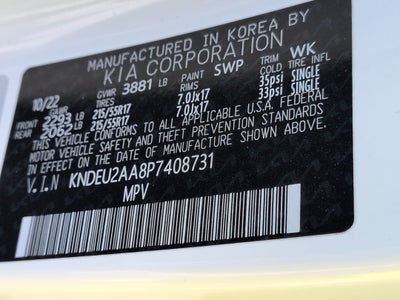 MANUFACTURED IN KOREA BY
KIA CORPORATION
10/22 GVWR 3881 LB PAINT SWP TRIM WK
GAWR TIRES RIMS COLD TIRE INFLATION
FRONT 2293 LB 215/55R17 7.0Jx17 35psi SINGLE
REAR 2062 LB 215/55R17 7.0Jx17 33psi SINGLE
THIS VEHICLE CONFORMS TO ALL APPLICABLE U.S.A. FEDERAL
MOTOR VEHICLE SAFETY AND THEFT PREVENTION STANDARDS
IN EFFECT ON THE DATE OF MANUFACTURE SHOWN ABOVE.
V.I.N KNDEU2AA8P7408731
MPV